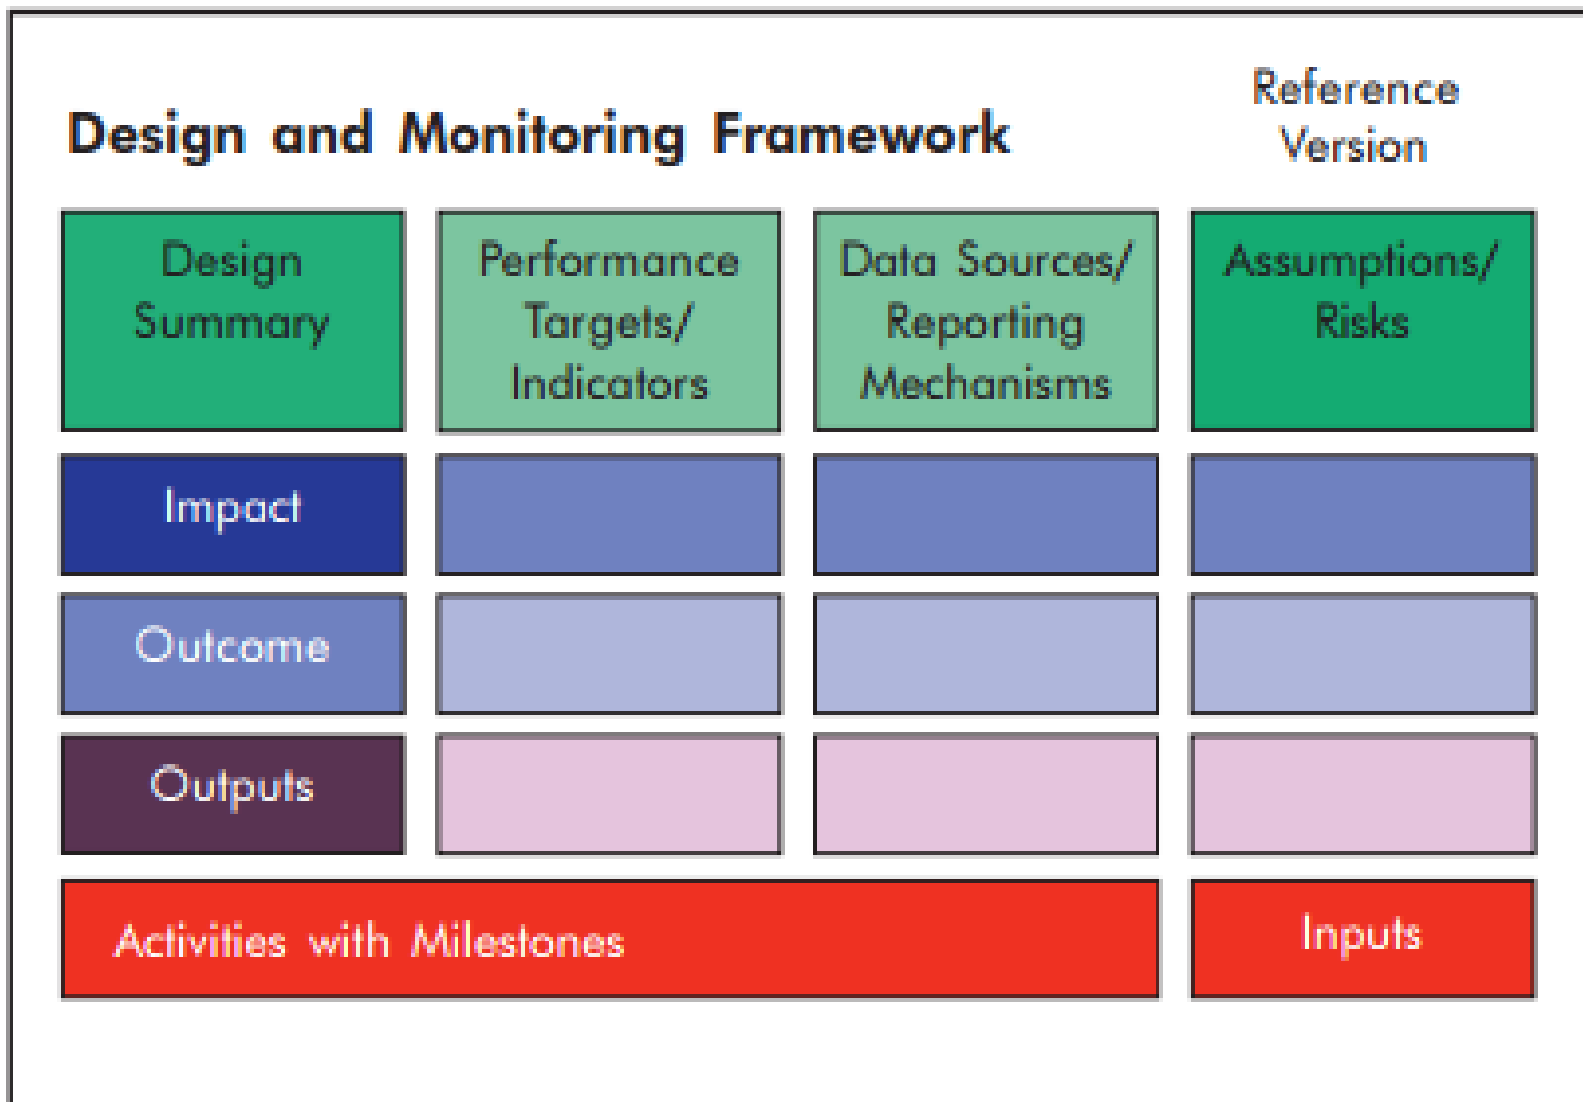 Reference
Version
Design and Monitoring Framework
Design
Summary
Performance
Targets/
Indicators
Data Sources/
Reporting
Mechanisms
Assumptions/
Risks
Impact
Outcome
Outputs
Activities with Milestones
Inputs